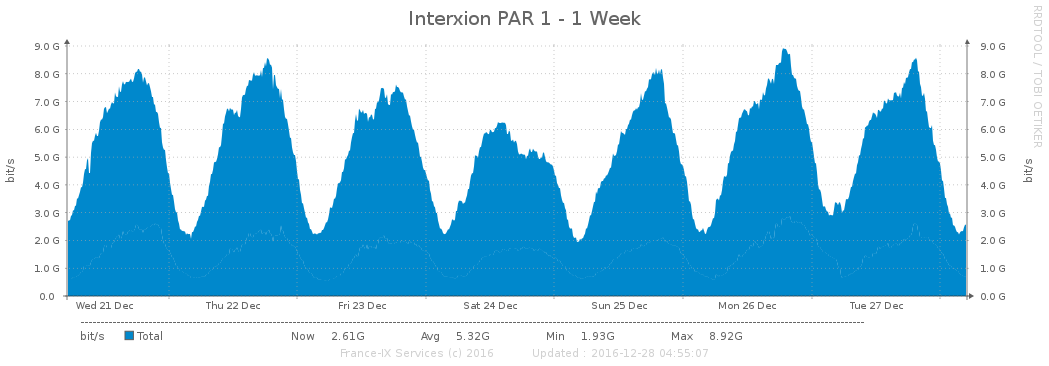 Interxion PAR 1 - 1 Week
RRDTOOL / TOBI OETIKER
bit/s
9.0 G
8.0 G
7.0 G
6.0 G
5.0 G
4.0 G
3.0 G
2.0 G
1.0 G
0.0
9.0 G
8.0 G
7.0 G
6.0 G
5.0 G
4.0 G
3.0 G
2.0 G
1.0 G
0.0 G
bit/s
Wed 21 Dec Thu 22 Dec Fri 23 Dec Sat 24 Dec Sun 25 Dec Mon 26 Dec Tue 27 Dec
bit/s Total Now 2.61G Avg 5.32G Min 1.93G Max 8.92G
France-IX Services (c) 2016 Updated : 2016-12-28 04:55:07